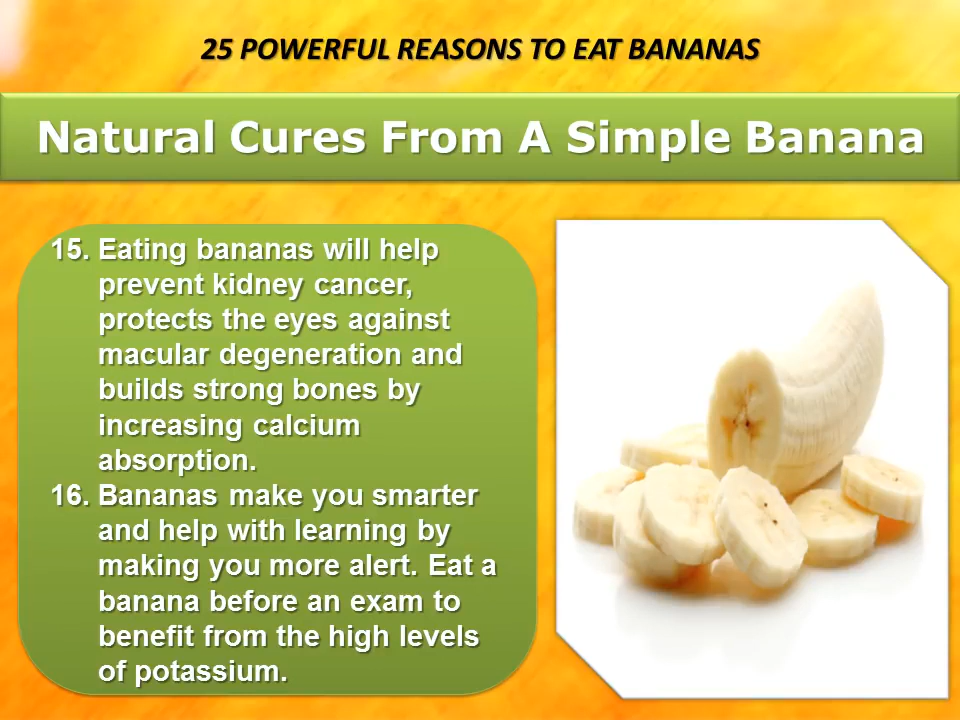 25 POWERFUL REASONS TO EAT BANANAS
Natural Cures From A Simple Banana
15. Eating bananas will help
prevent kidney cancer,
protects the eyes against
macular degeneration and
builds strong bones by
increasing calcium
absorption.
16. Bananas make you smarter
and help with learning by
making you more alert. Eat a
banana before an exam to
benefit from the high levels
of potassium.